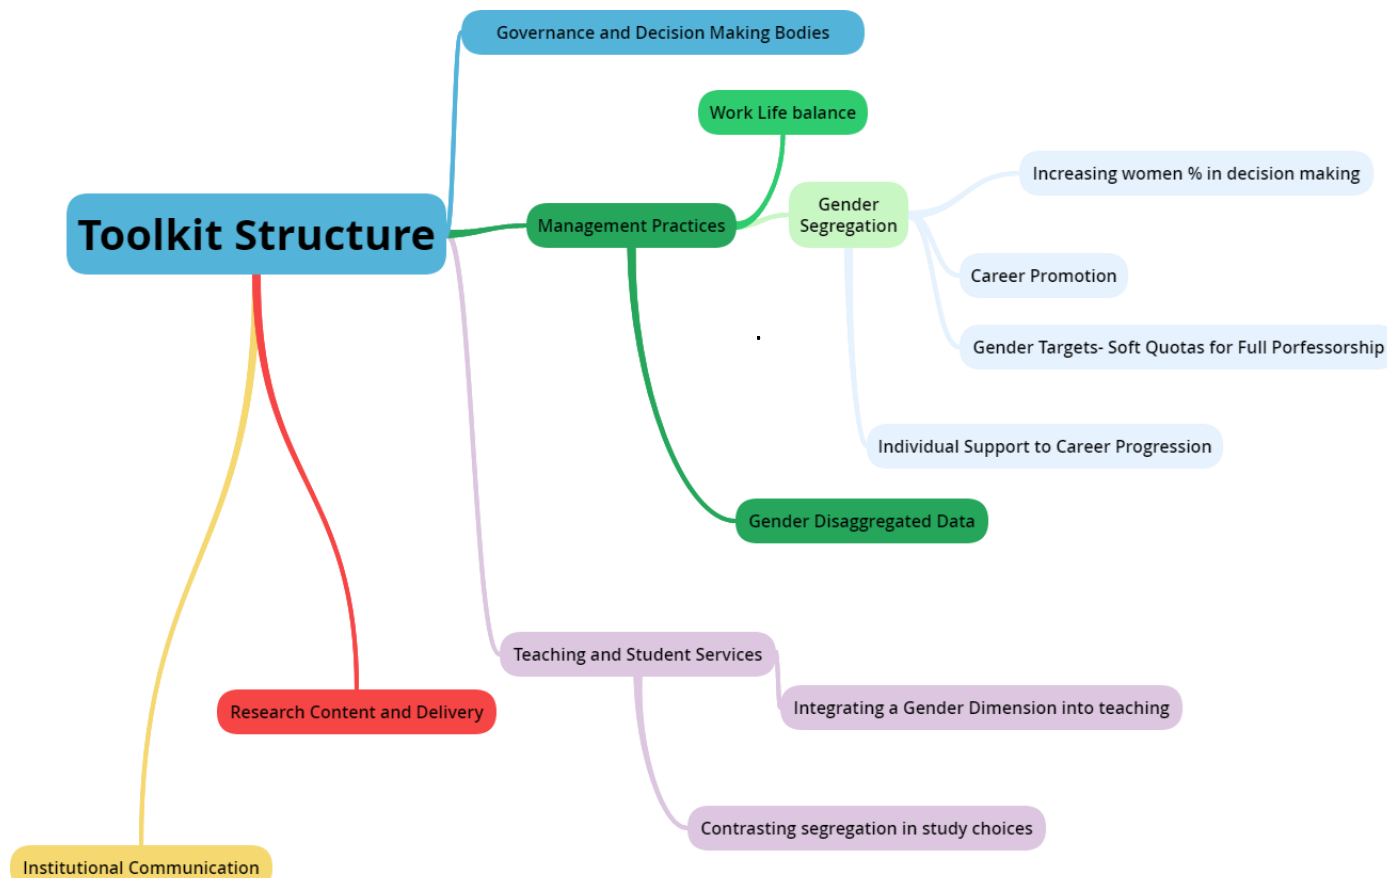 Governance and Decision Making Bodies
Work Life balance
Increasing women % in decision making
Toolkit Structure
Management Practices
Gender
Segregation
Career Promotion
Gender Targets- Soft Quotas for Full Porfessorship
Individual Support to Career Progression
Gender Disaggregated Data
Teaching and Student Services
Integrating a Gender Dimension into teaching
Research Content and Delivery
Contrasting segregation in study choices
Institutional Communication